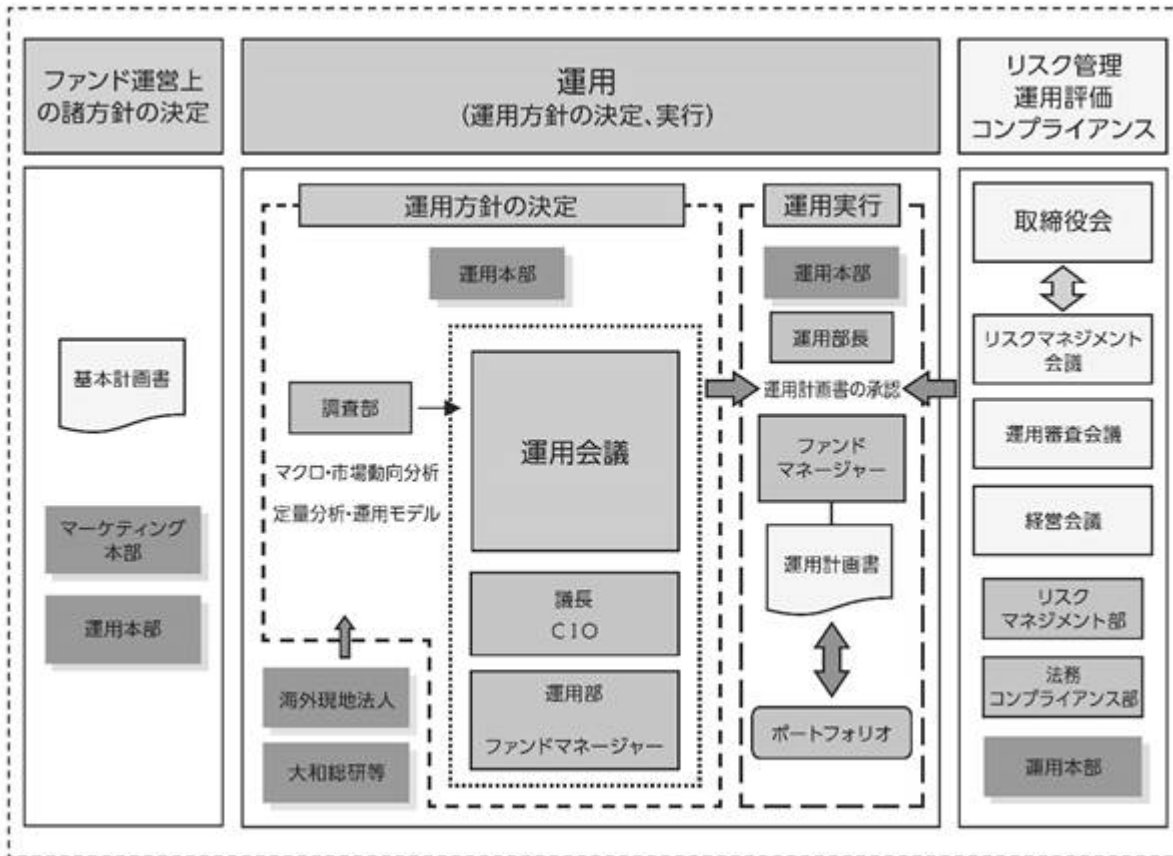 ファンド運営上
の諸方針の決定
運用
(運用方針の決定、実行)
リスク管理
運用評価
コンプライアンス
基本計画書
マーケティング
本部
運用本部
運用方針の決定
運用本部
調査部
マクロ・市場動向分析
定量分析・運用モデル
運用会議
議長
CIO
運用部
ファンドマネージャー
海外現地法人
大和総研等
運用実行
運用本部
運用部長
運用計画書の承認
ファンド
マネージャー
運用計画書
ポートフォリオ
取締役会
リスクマネジメント
会議
運用審査会議
経営会議
リスク
マネジメント部
法務
コンプライアンス部
運用本部